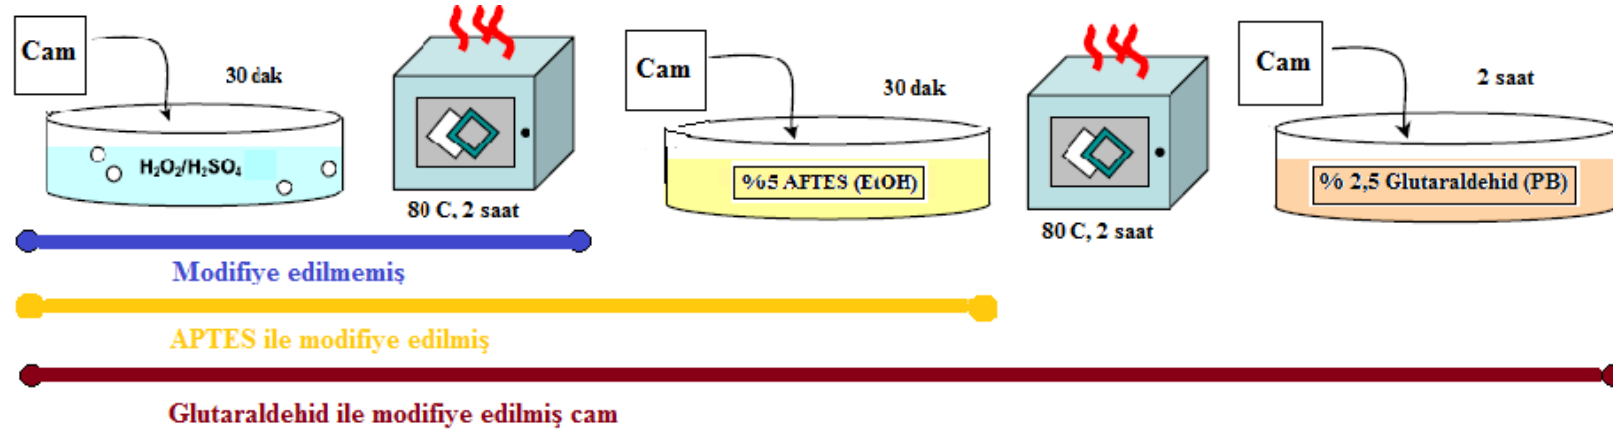 Cam
30 dak
H₂O₂/H₂SO₄
80 C, 2 saat
Cam
30 dak
%5 APTES (EtOH)
80 C, 2 saat
Cam
2 saat
% 2,5 Glutaraldehid (PB)
Modifiye edilmemiş
APTES ile modifiye edilmiş
Glutaraldehid ile modifiye edilmiş cam